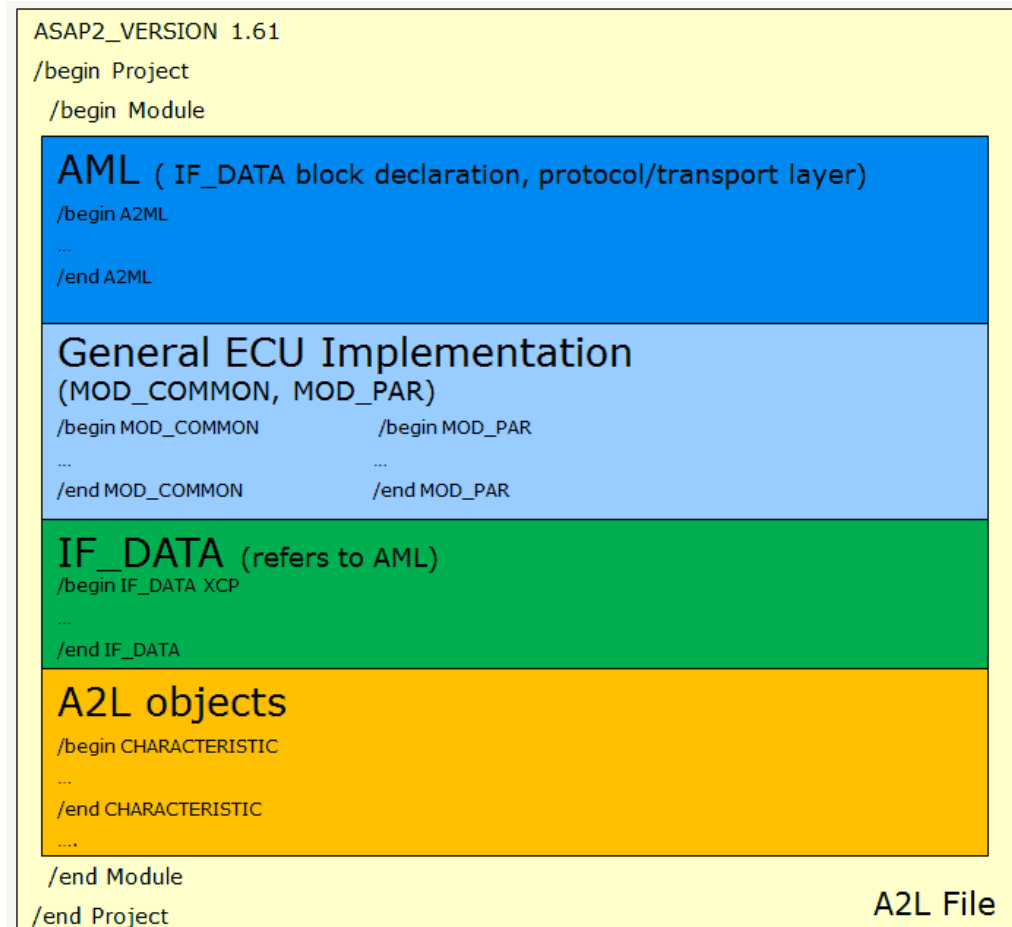 ASAP2_VERSION 1.61
/begin Project
/begin Module
AML ( IF_DATA block declaration, protocol/transport layer)
/begin A2ML
...
/end A2ML
General ECU Implementation
(MOD_COMMON, MOD_PAR)
/begin MOD_COMMON /begin MOD_PAR
... ...
/end MOD_COMMON /end MOD_PAR
IF_DATA (refers to AML)
/begin IF_DATA XCP
...
/end IF_DATA
A2L objects
/begin CHARACTERISTIC
...
/end CHARACTERISTIC
....
/end Module
/end Project A2L File